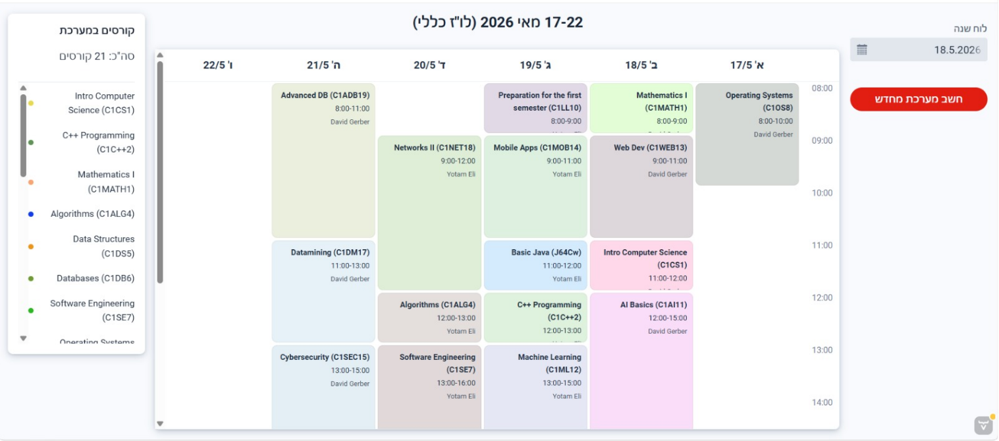 17-22 מאי 2026 (לו"ז כללי)
לוח שנה
18.5.2026
חשב מערכת מחדש
קורסים במערכת
סה"כ: 21 קורסים
Intro Computer
Science (C1CS1)
C++ Programming
(C1C++2)
Mathematics I
(C1MATH1)
Algorithms (C1ALG4)
Data Structures
(C1DS5)
Databases (C1DB6)
Software Engineering
(C1SE7)
Operating Systems
א' 17/5
ב' 18/5
ג' 19/5
ד' 20/5
ה' 21/5
ו' 22/5
08:00
09:00
10:00
11:00
12:00
13:00
14:00
Operating Systems
(C1OS8)
8:00-10:00
David Gerber
Mathematics I
(C1MATH1)
8:00-9:00
Web Dev (C1WEB13)
9:00-11:00
David Gerber
Intro Computer Science
(C1CS1)
11:00-12:00
AI Basics (C1AI11)
12:00-15:00
David Gerber
Preparation for the first
semester (C1LL10)
8:00-9:00
Mobile Apps (C1MOB14)
9:00-11:00
Yotam Eli
Basic Java (J64Cw)
11:00-12:00
Yotam Eli
C++ Programming
(C1C++2)
12:00-13:00
Machine Learning
(C1ML12)
13:00-15:00
Yotam Eli
Networks II (C1NET18)
9:00-12:00
Yotam Eli
Algorithms (C1ALG4)
12:00-13:00
Yotam Eli
Software Engineering
(C1SE7)
13:00-16:00
Yotam Eli
Advanced DB (C1ADB19)
8:00-11:00
David Gerber
Datamining (C1DM17)
11:00-13:00
David Gerber
Cybersecurity (C1SEC15)
13:00-15:00
David Gerber